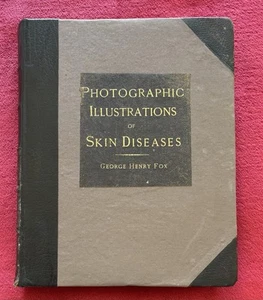 PHOTOGRAPHIC
ILLUSTRATIONS
OF
SKIN DISEASES
GEORGE HENRY FOX